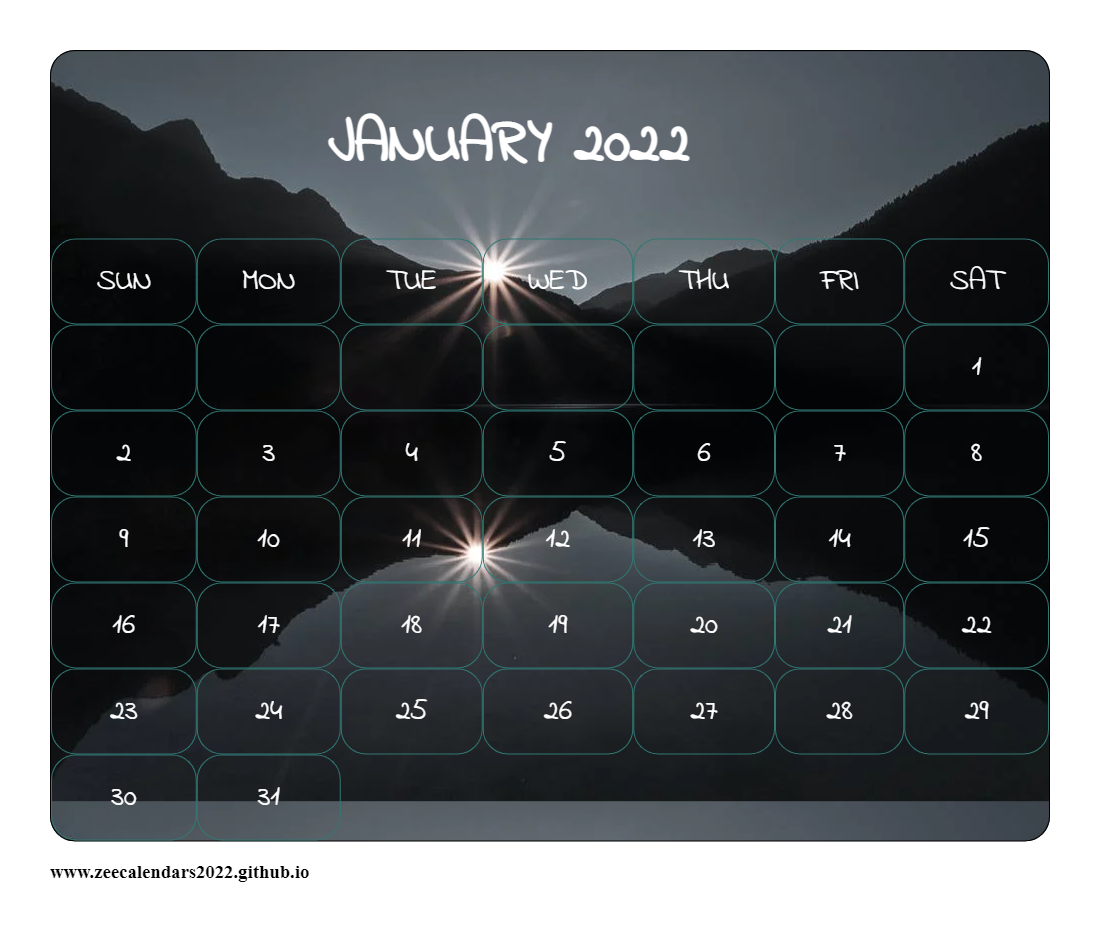 JANUARY 2022
SUN MON TUE WED THU FRI SAT
1
2 3 4 5 6 7 8
9 10 11 12 13 14 15
16 17 18 19 20 21 22
23 24 25 26 27 28 29
30 31
www.zeecalendars2022.github.io